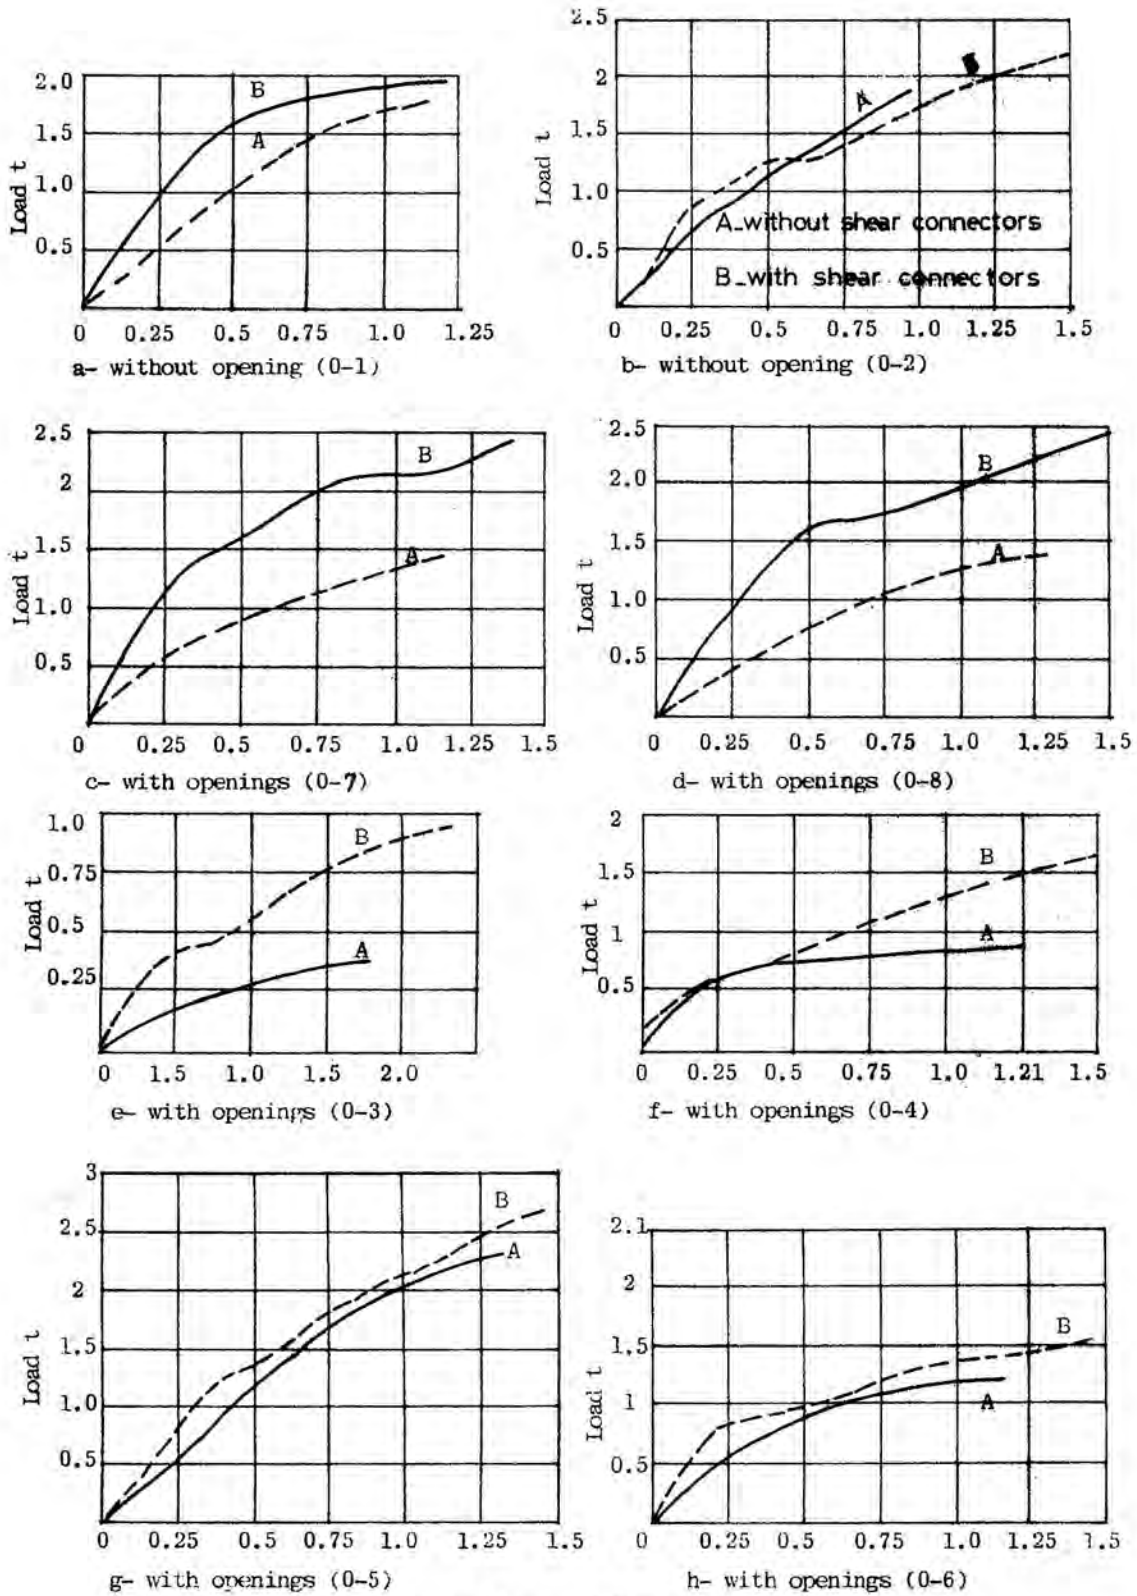 2.0
1.5
1.0
0.5
Load t
B
A
0 0.25 0.5 0.75 1.0 1.25
a- without opening (0-1)
2.5
2
1.5
1.0
0.5
Load t
A
A_without shear connectors
B_with shear connectors
0 0.25 0.5 0.75 1.0 1.25 1.5
b- without opening (0-2)
2.5
2
1.5
1.0
0.5
Load t
B
A
0 0.25 0.5 0.75 1.0 1.25 1.5
c- with openings (0-7)
2.5
2.0
1.5
1.0
0.5
Load t
B
A
0 0.25 0.5 0.75 1.0 1.25 1.5
d- with openings (0-8)
1.0
0.75
0.5
0.25
Load t
B
A
0 1.5 1.0 1.5 2.0
e- with openings (0-3)
2
1.5
1
0.5
Load t
B
A
0 0.25 0.5 0.75 1.0 1.21 1.5
f- with openings (0-4)
3
2.5
2
1.5
1.0
0.5
Load t
B
A
0 0.25 0.5 0.75 1.0 1.25 1.5
g- with openings (0-5)
2.1
2
1.5
1
0.5
Load t
B
A
0 0.25 0.5 0.75 1.0 1.25 1.5
h- with openings (0-6)